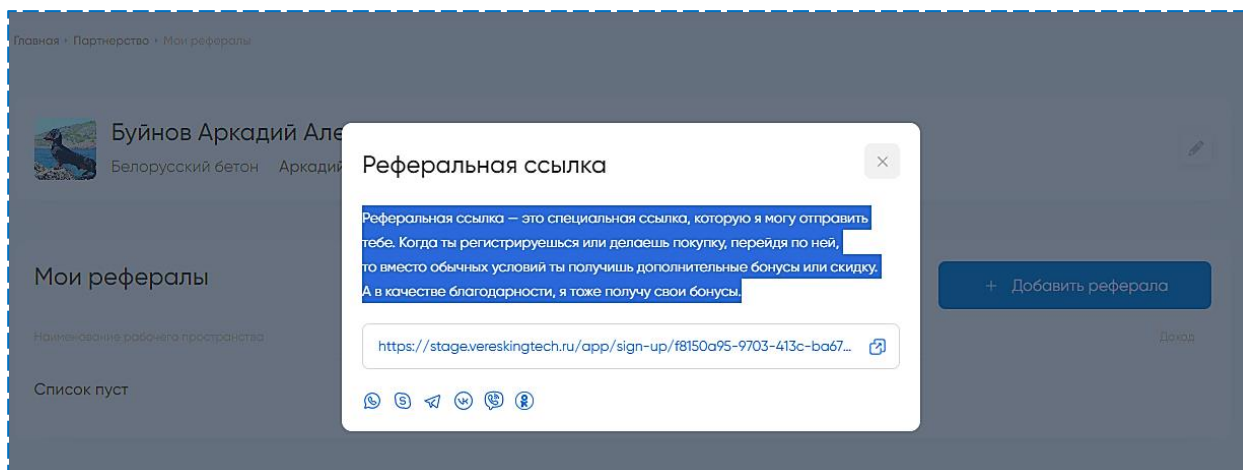 Главная • Партнерство • Мои рефералы
Буйнов Аркадий Але
Белорусский бетон Аркадий
Реферальная ссылка
Реферальная ссылка — это специальная ссылка, которую я могу отправить
тебе. Когда ты регистрируешься или делаешь покупку, перейдя по ней,
то вместо обычных условий ты получишь дополнительные бонусы или скидку.
А в качестве благодарности, я тоже получу свои бонусы.
https://stage.vereskingtech.ru/app/sign-up/f8150a95-9703-413c-ba67...
Мои рефералы
+ Добавить реферала
Наименование рабочего пространства
Доход
Список пуст